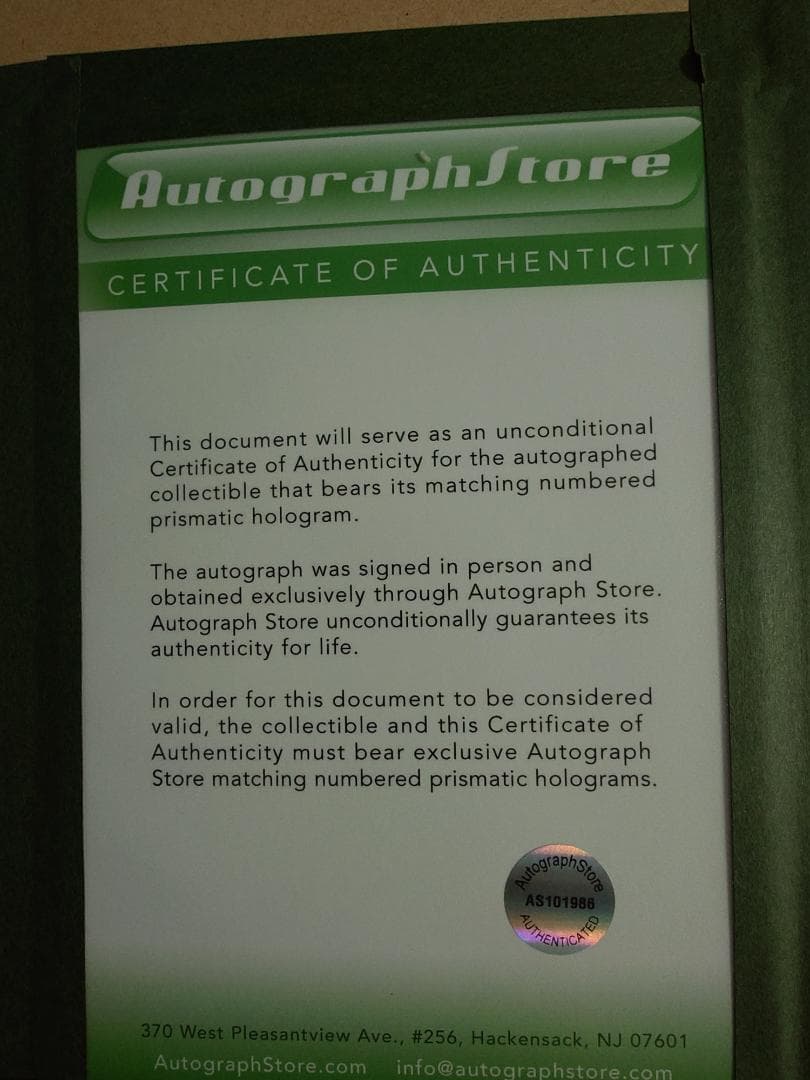 AutographStore
CERTIFICATE OF AUTHENTICITY
This document will serve as an unconditional
Certificate of Authenticity for the autographed
collectible that bears its matching numbered
prismatic hologram.
The autograph was signed in person and
obtained exclusively through Autograph Store.
Autograph Store unconditionally guarantees its
authenticity for life.
In order for this document to be considered
valid, the collectible and this Certificate of
Authenticity must bear exclusive Autograph
Store matching numbered prismatic holograms.
AutographStore
AS101986
AUTHENTICATED
370 West Pleasantview Ave., #256, Hackensack, NJ 07601
AutographStore.com info@autographstore.com